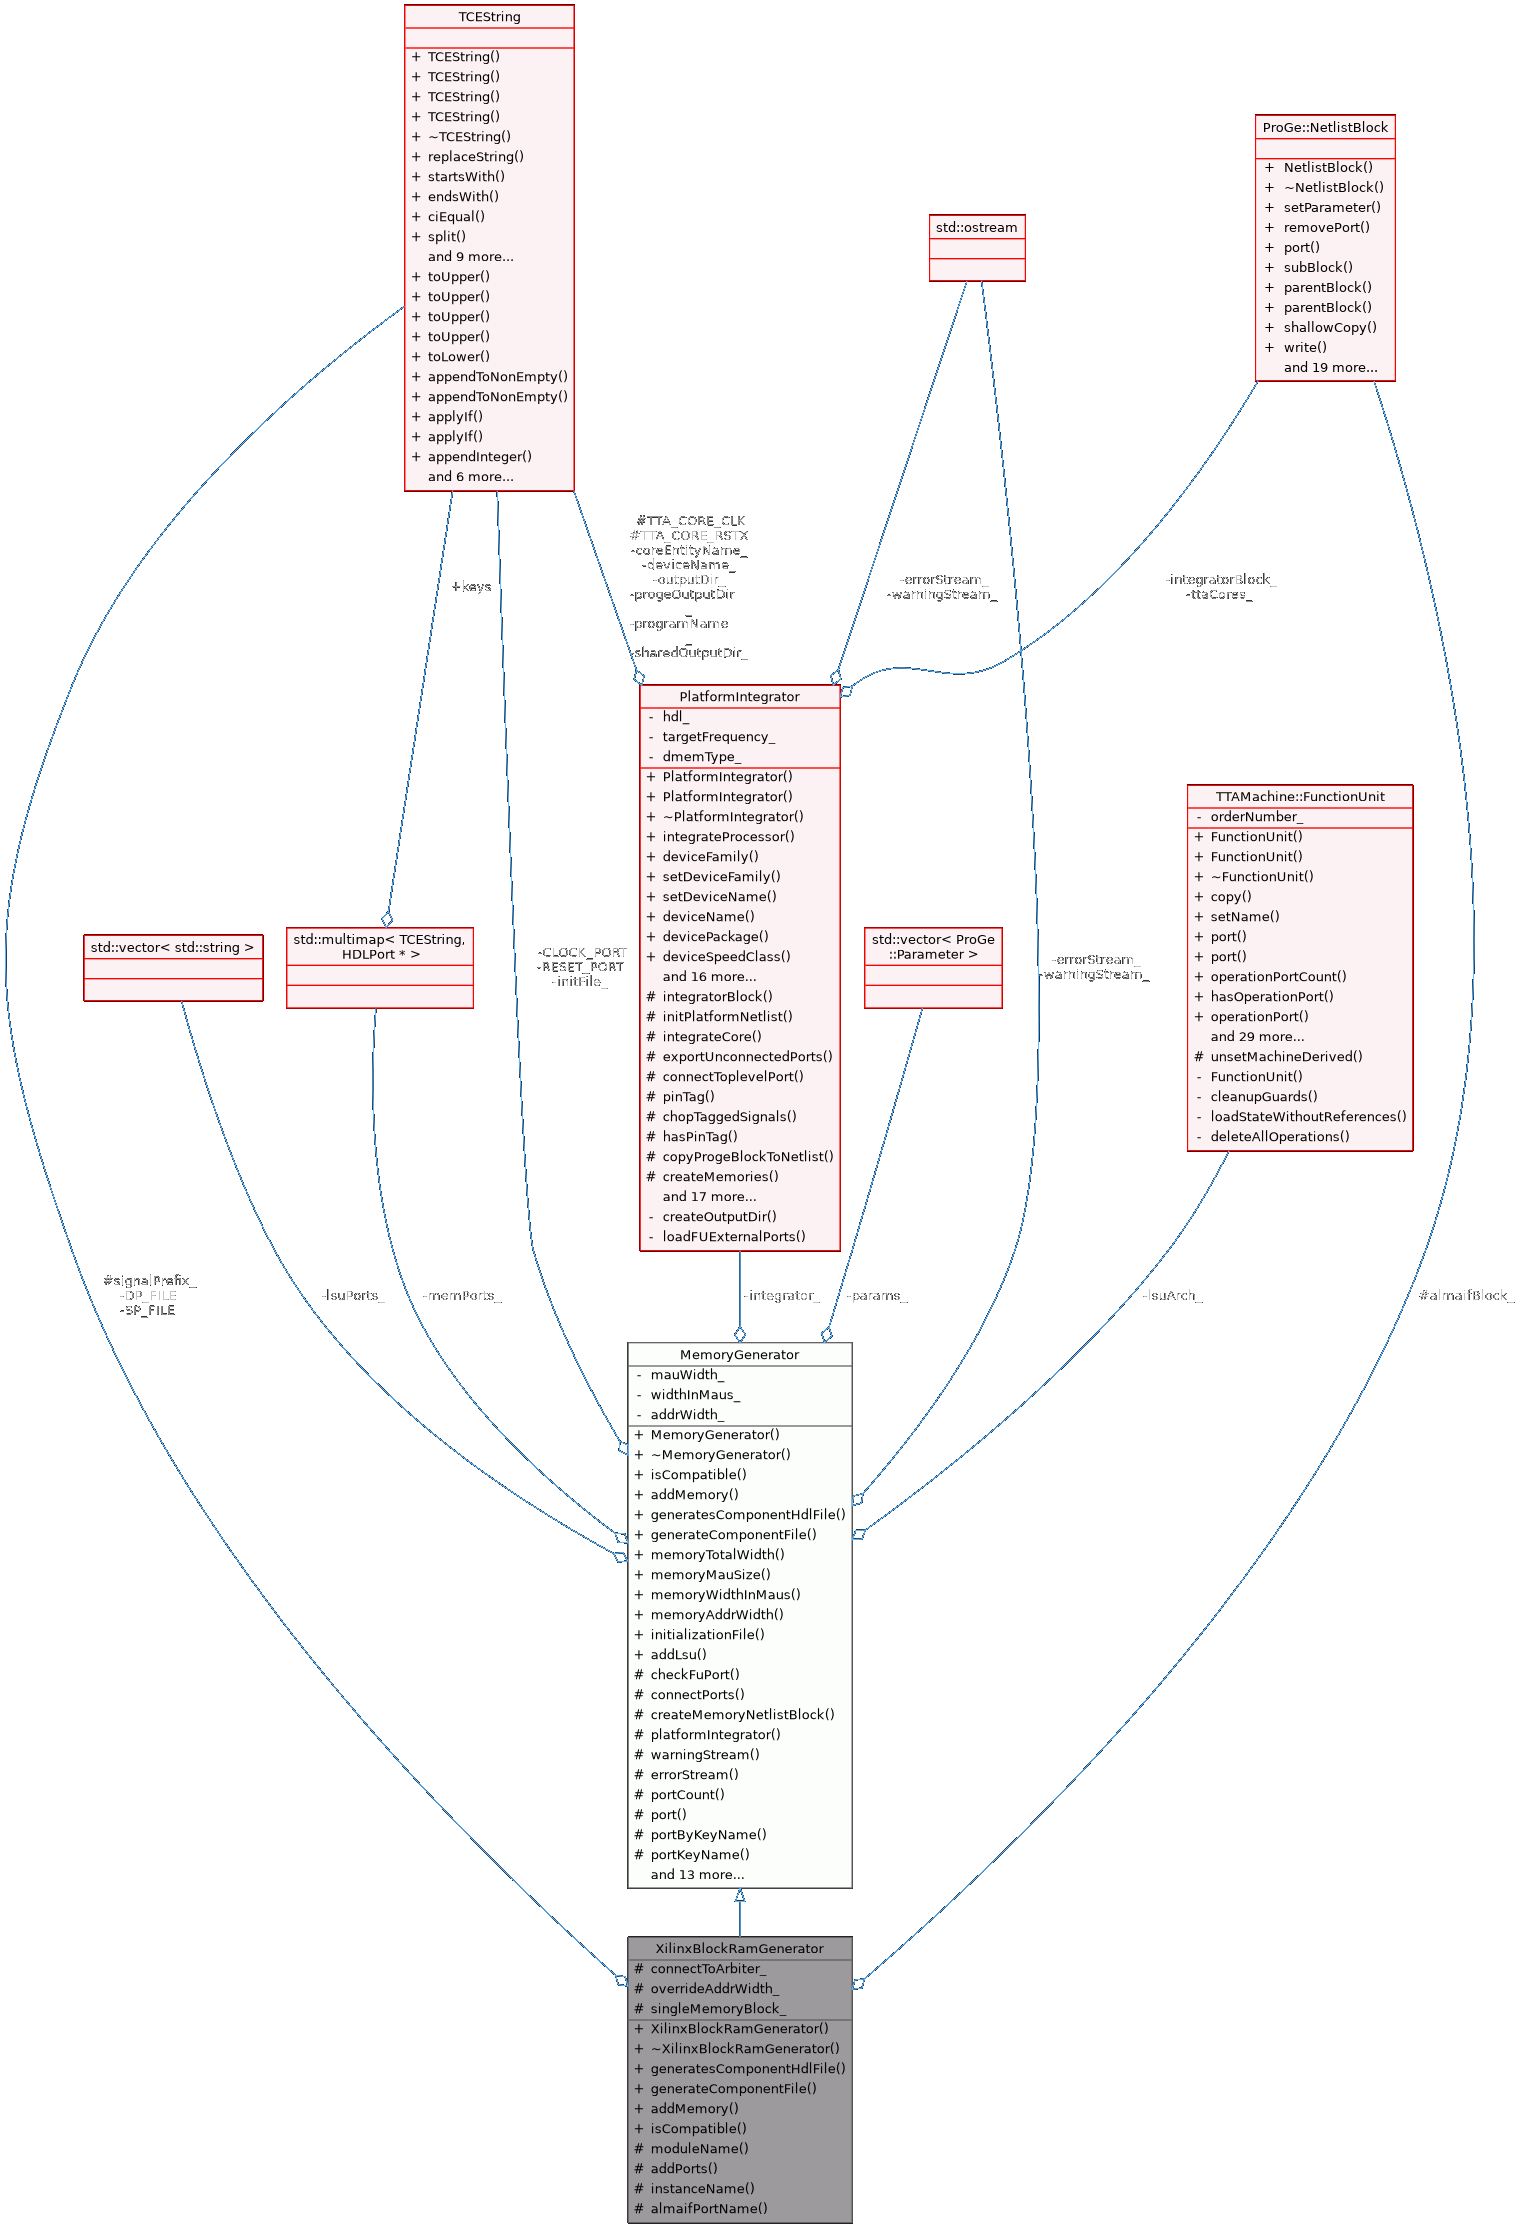 TCEString
+ TCEString()
+ TCEString()
+ TCEString()
+ TCEString()
+ ~TCEString()
+ replaceString()
+ startsWith()
+ endsWith()
+ ciEqual()
+ split()
and 9 more...
+ toUpper()
+ toUpper()
+ toUpper()
+ toUpper()
+ toLower()
+ appendToNonEmpty()
+ appendToNonEmpty()
+ applyIf()
+ applyIf()
+ appendInteger()
and 6 more...
ProGe::NetlistBlock
+ NetlistBlock()
+ ~NetlistBlock()
+ setParameter()
+ removePort()
+ port()
+ subBlock()
+ parentBlock()
+ parentBlock()
+ shallowCopy()
+ write()
and 19 more...
std::ostream
+keys
#TTA_CORE_CLK
#TTA_CORE_RSTX
-coreEntityName_
-deviceName_
-outputDir_
-progeOutputDir
_
-programName
_
-sharedOutputDir_
-errorStream_
-warningStream_
-integratorBlock_
-ttaCores_
PlatformIntegrator
- hdl_
- targetFrequency_
- dmemType_
+ PlatformIntegrator()
+ PlatformIntegrator()
+ ~PlatformIntegrator()
+ integrateProcessor()
+ deviceFamily()
+ setDeviceFamily()
+ setDeviceName()
+ deviceName()
+ devicePackage()
+ deviceSpeedClass()
and 16 more...
# integratorBlock()
# initPlatformNetlist()
# integrateCore()
# exportUnconnectedPorts()
# connectToplevelPort()
# pinTag()
# chopTaggedSignals()
# hasPinTag()
# copyProgeBlockToNetlist()
# createMemories()
and 17 more...
- createOutputDir()
- loadFUExternalPorts()
TTAMachine::FunctionUnit
- orderNumber_
+ FunctionUnit()
+ FunctionUnit()
+ ~FunctionUnit()
+ copy()
+ setName()
+ port()
+ port()
+ operationPortCount()
+ hasOperationPort()
+ operationPort()
and 29 more...
# unsetMachineDerived()
- FunctionUnit()
- cleanupGuards()
- loadStateWithoutReferences()
- deleteAllOperations()
std::vector< std::string >
std::multimap< TCEString,
HDLPort * >
-CLOCK_PORT
-RESET_PORT
-initFile_
std::vector< ProGe
::Parameter >
-errorStream_
-warningStream_
#signalPrefix_
-DP_FILE
-SP_FILE
-lsuPorts_
-memPorts_
-integrator_
-params_
-lsuArch_
#almaifBlock_
MemoryGenerator
- mauWidth_
- widthInMaus_
- addrWidth_
+ MemoryGenerator()
+ ~MemoryGenerator()
+ isCompatible()
+ addMemory()
+ generatesComponentHdlFile()
+ generateComponentFile()
+ memoryTotalWidth()
+ memoryMauSize()
+ memoryWidthInMaus()
+ memoryAddrWidth()
+ initializationFile()
+ addLsu()
# checkFuPort()
# connectPorts()
# createMemoryNetlistBlock()
# platformIntegrator()
# warningStream()
# errorStream()
# portCount()
# port()
# portByKeyName()
# portKeyName()
and 13 more...
XilinxBlockRamGenerator
# connectToArbiter_
# overrideAddrWidth_
# singleMemoryBlock_
+ XilinxBlockRamGenerator()
+ ~XilinxBlockRamGenerator()
+ generatesComponentHdlFile()
+ generateComponentFile()
+ addMemory()
+ isCompatible()
# moduleName()
# addPorts()
# instanceName()
# almaifPortName()